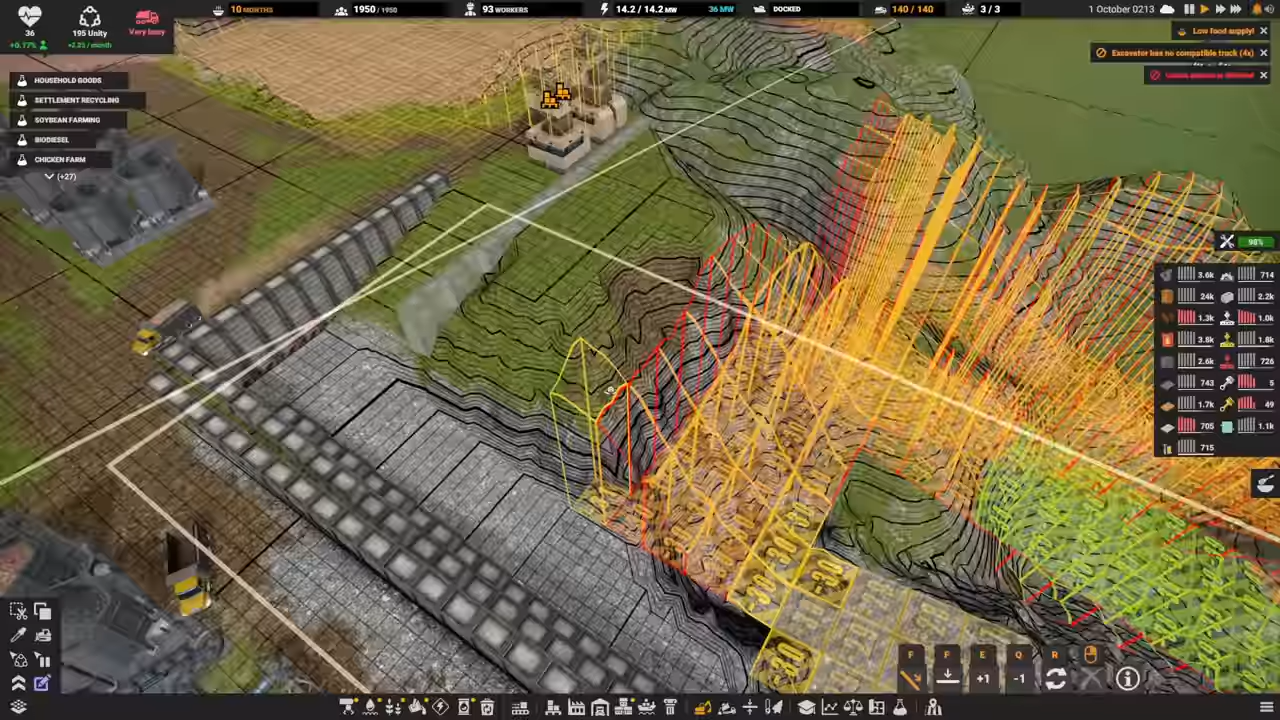 10 MONTHS
1950 / 1950
93 WORKERS
14.2 / 14.2 MW
36 MW
DOCKED
140 / 140
3 / 3
1 October 0213
36
+0.77%
195 Unity
+2.25 / month
Very busy
Low food supply!
Excavator has no compatible truck (4x)
HOUSEHOLD GOODS
SETTLEMENT RECYCLING
SOYBEAN FARMING
BIODIESEL
CHICKEN FARM
(+27)
98%
3.6k 714
24k 2.2k
1.3k 1.0k
3.8k 1.8k
2.6k 726
743 5
1.7k 49
705 1.1k
715
F F E Q R
+1 -1